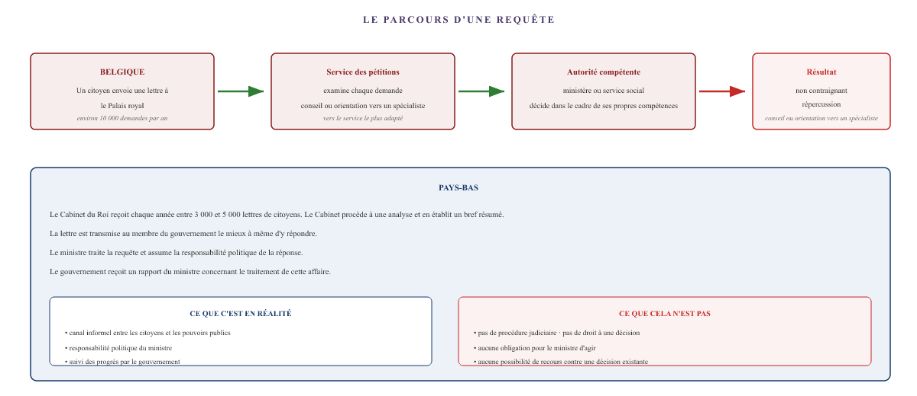 LE PARCOURS D'UNE REQUÊTE
BELGIQUE
Un citoyen envoie une lettre à
le Palais royal
environ 10 000 demandes par an
Service des pétitions
examine chaque demande
conseil ou orientation vers un spécialiste
vers le service le plus adapté
Autorité compétente
ministère ou service social
décide dans le cadre de ses propres compétences
Résultat
non contraignant
répercussion
conseil ou orientation vers un spécialiste
PAYS-BAS
Le Cabinet du Roi reçoit chaque année entre 3 000 et 5 000 lettres de citoyens. Le Cabinet procède à une analyse et en établit un bref résumé.
La lettre est transmise au membre du gouvernement le mieux à même d'y répondre.
Le ministre traite la requête et assume la responsabilité politique de la réponse.
Le gouvernement reçoit un rapport du ministre concernant le traitement de cette affaire.
CE QUE C'EST EN RÉALITÉ
• canal informel entre les citoyens et les pouvoirs publics
• responsabilité politique du ministre
• suivi des progrès par le gouvernement
CE QUE CELA N'EST PAS
• pas de procédure judiciaire · pas de droit à une décision
• aucune obligation pour le ministre d'agir
• aucune possibilité de recours contre une décision existante